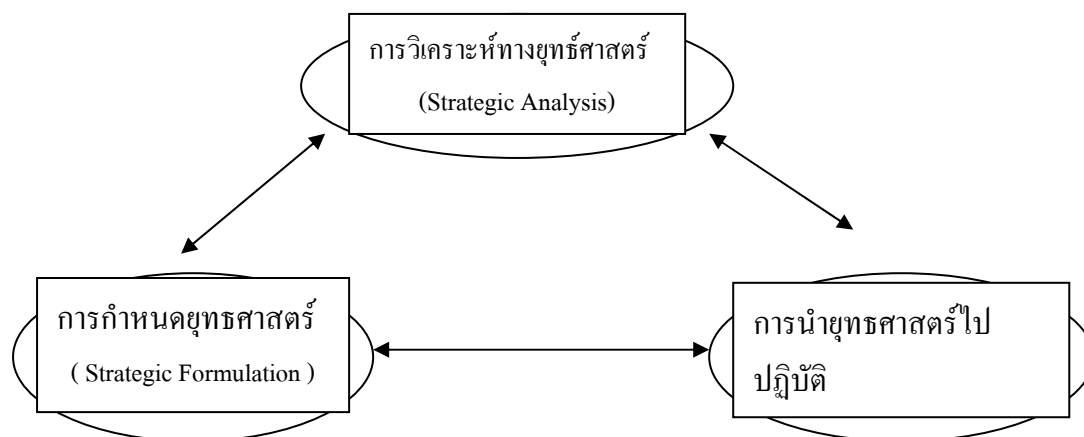 การวิเคราะห์ทางยุทธ์ศาสตร์
(Strategic Analysis)
การกำหนดยุทธศาสตร์
( Strategic Formulation )
การนำยุทธศาสตร์ไป
ปฏิบัติ